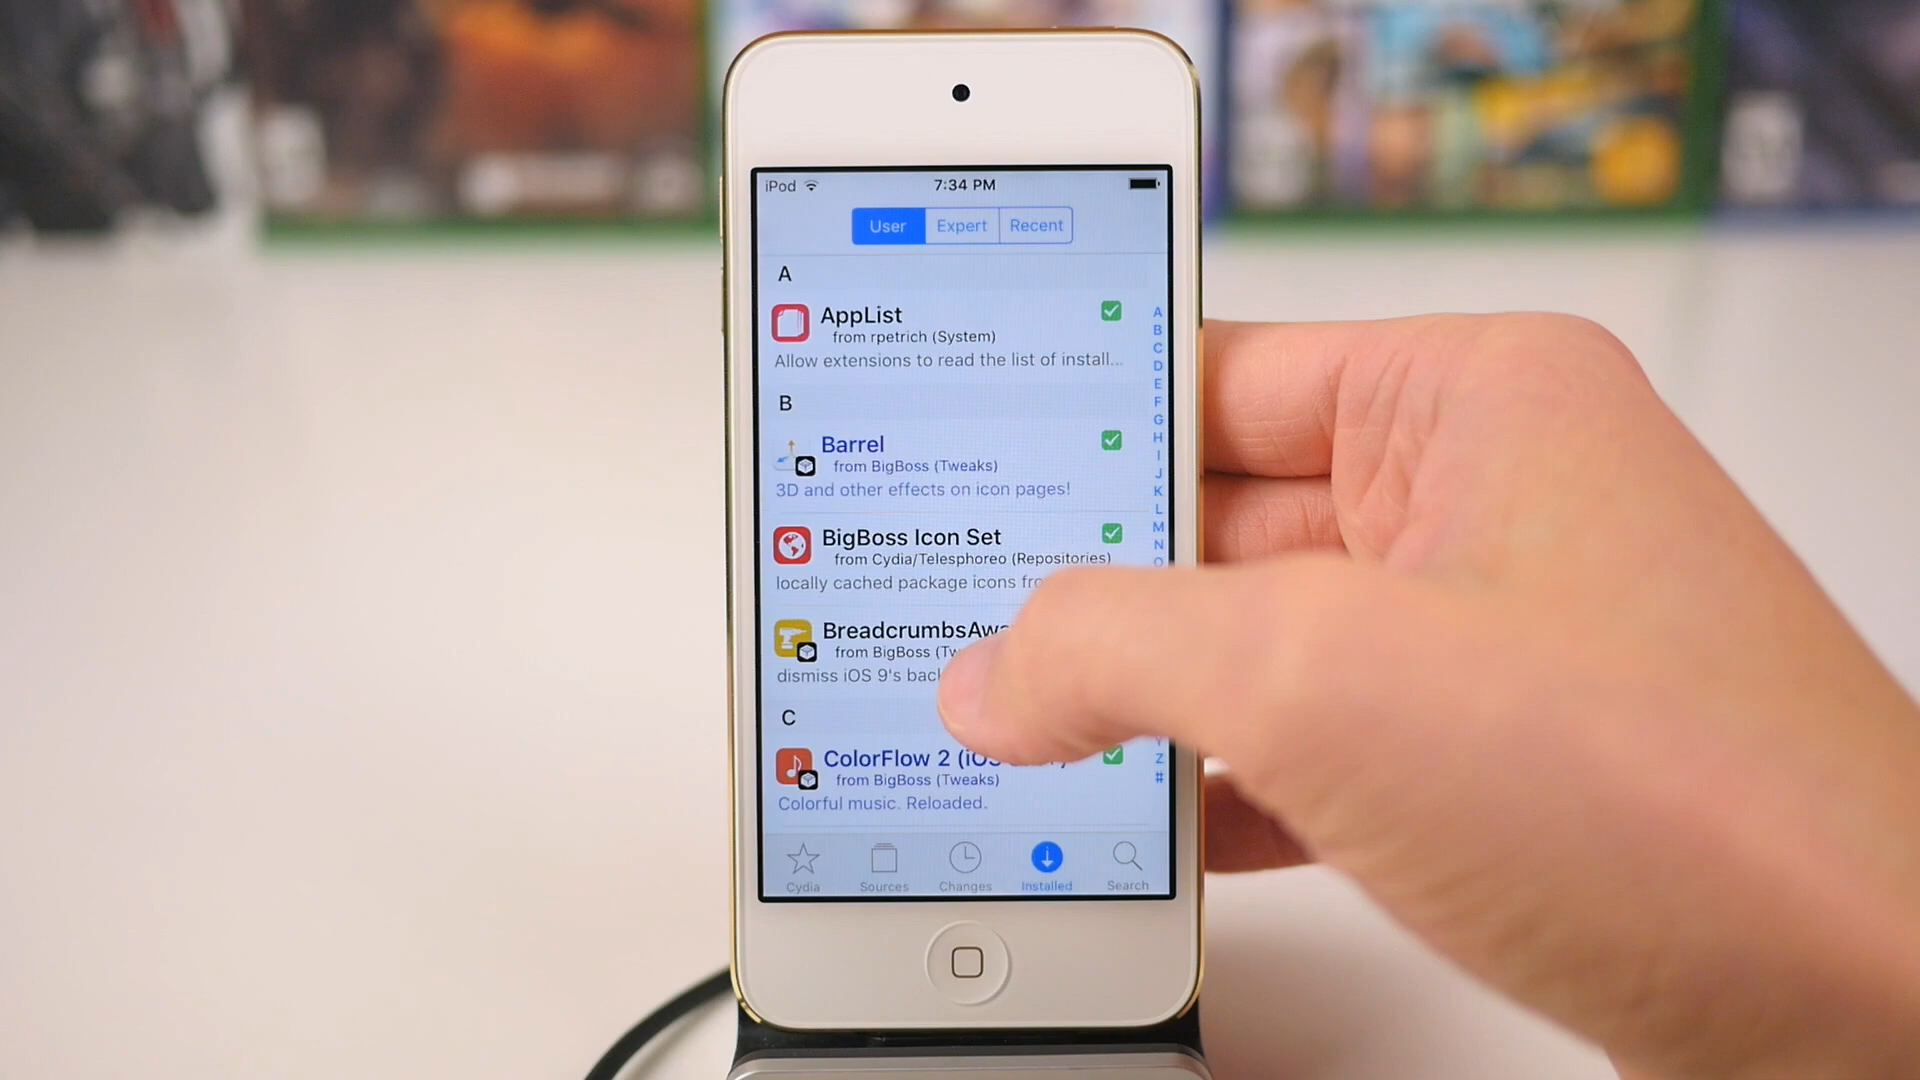 iPod 7:34 PM
User Expert Recent
A
AppList
from rpetrich (System)
Allow extensions to read the list of install...
B
Barrel
from BigBoss (Tweaks)
3D and other effects on icon pages!
BigBoss Icon Set
from Cydia/Telesphoreo (Repositories)
locally cached package icons
BreadcrumbsAw
from BigBoss
dismiss iOS 9's
C
ColorFlow 2
from BigBoss (Tweaks)
Colorful music. Reloaded.
A
B
C
D
E
F
G
H
I
J
K
L
M
N
O
Y
Z
#
Cydia Sources Changes Installed Search